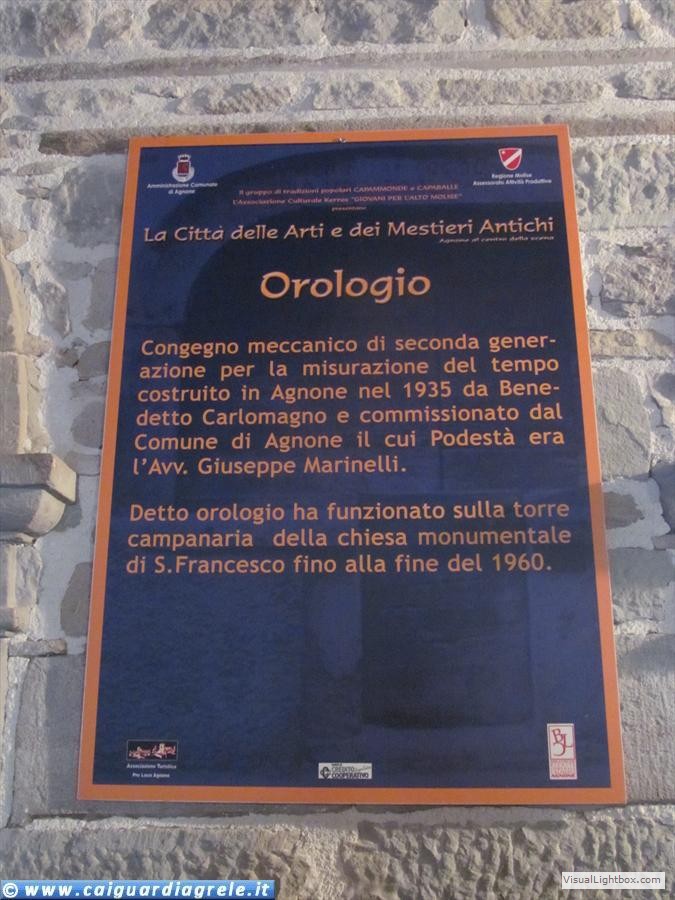 Amministrazione Comunale
di Agnone
Regione Molise
Assessorato Attività Produttive
Il gruppo di tradizioni popolari CAPAMMONDE e CAPABALLE
L'Associazione Culturale Kerres "GIOVANI PER L'ALTO MOLISE"
presentano
La Città delle Arti e dei Mestieri Antichi
Agnone al centro della scena
Orologio
Congegno meccanico di seconda gener-
azione per la misurazione del tempo
costruito in Agnone nel 1935 da Bene-
detto Carlomagno e commissionato dal
Comune di Agnone il cui Podestà era
l'Avv. Giuseppe Marinelli.
Detto orologio ha funzionato sulla torre
campanaria della chiesa monumentale
di S.Francesco fino alla fine del 1960.
Associazione Turistica
Pro Loco Agnone
CREDITO
COOPERATIVO
AGNONE
© www.caiguardiagrele.it
VisualLightbox.com